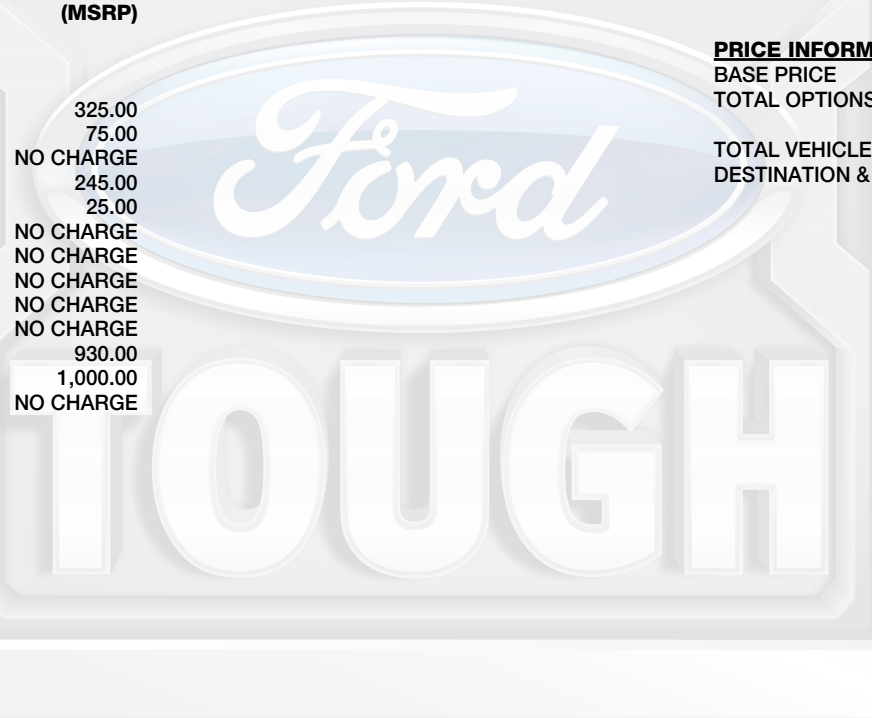 (MSRP)
325.00
75.00
NO CHARGE
245.00
25.00
NO CHARGE
NO CHARGE
NO CHARGE
NO CHARGE
NO CHARGE
930.00
1,000.00
NO CHARGE
PRICE INFORM
BASE PRICE
TOTAL OPTIONS
TOTAL VEHICLE
DESTINATION &
Ford
TOUGH